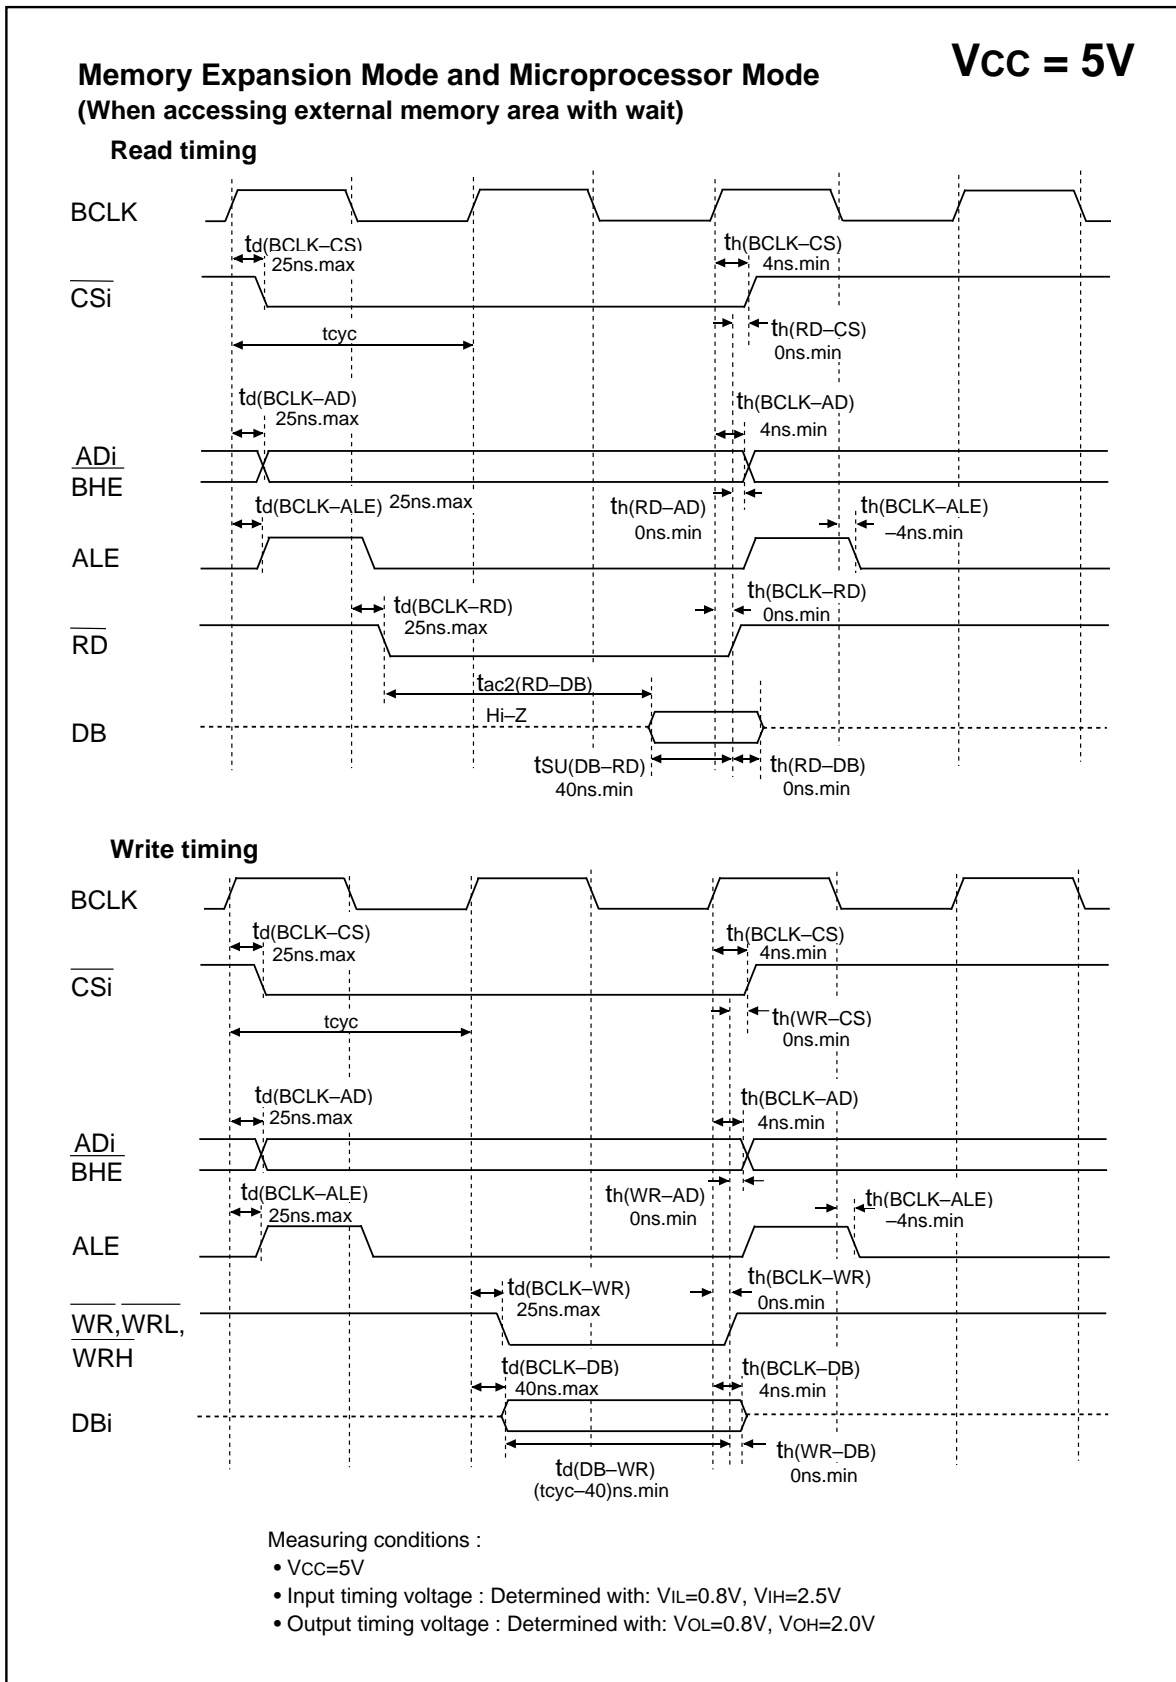 VCC = 5V
Memory Expansion Mode and Microprocessor Mode
(When accessing external memory area with wait)
Read timing
BCLK
td(BCLK–CS)
25ns.max
th(BCLK–CS)
4ns.min
CSi
tcyc
th(RD–CS)
0ns.min
td(BCLK–AD)
25ns.max
th(BCLK–AD)
4ns.min
ADi
BHE
td(BCLK–ALE) 25ns.max
th(RD–AD)
0ns.min
th(BCLK–ALE)
–4ns.min
ALE
td(BCLK–RD)
25ns.max
th(BCLK–RD)
0ns.min
RD
tac2(RD–DB)
Hi–Z
DB
tSU(DB–RD)
40ns.min
th(RD–DB)
0ns.min
Write timing
BCLK
td(BCLK–CS)
25ns.max
th(BCLK–CS)
4ns.min
CSi
tcyc
th(WR–CS)
0ns.min
td(BCLK–AD)
25ns.max
th(BCLK–AD)
4ns.min
ADi
BHE
td(BCLK–ALE)
25ns.max
th(WR–AD)
0ns.min
th(BCLK–ALE)
–4ns.min
ALE
td(BCLK–WR)
25ns.max
th(BCLK–WR)
0ns.min
WR,WRL,
WRH
td(BCLK–DB)
40ns.max
th(BCLK–DB)
4ns.min
DBi
td(DB–WR)
(tcyc–40)ns.min
th(WR–DB)
0ns.min
Measuring conditions :
• VCC=5V
• Input timing voltage : Determined with: VIL=0.8V, VIH=2.5V
• Output timing voltage : Determined with: VOL=0.8V, VOH=2.0V